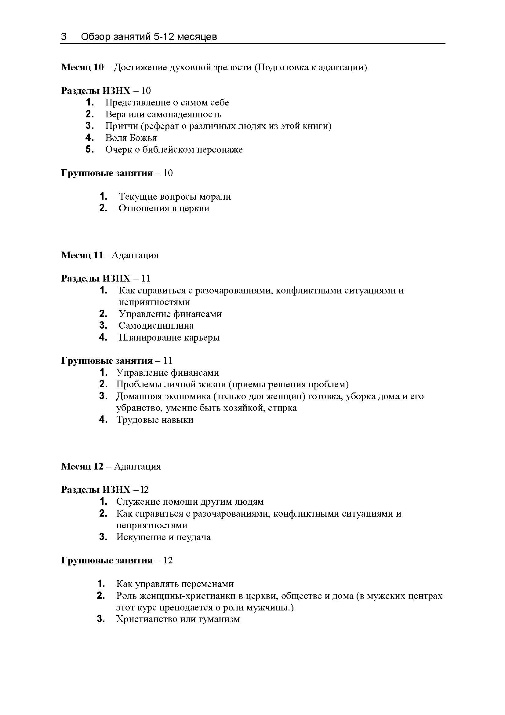 3 Обзор занятий 5-12 месяцев
Месяц 10 – Достижение духовной зрелости (Подготовка к адаптации)
Разделы ИЗНХ – 10
1. Представление о самом себе
2. Вера или самонадеянность
3. Притчи (реферат о различных людях из этой книги)
4. Воля Божья
5. Очерк о библейском персонаже
Групповые занятия – 10
1. Текущие вопросы морали
2. Отношения в церкви
Месяц 11 – Адаптация
Разделы ИЗНХ – 11
1. Как справиться с разочарованиями, конфликтными ситуациями и
неприятностями
2. Управление финансами
3. Самодисциплина
4. Планирование карьеры
Групповые занятия – 11
1. Управление финансами
2. Проблемы личной жизни (приемы решения проблем)
3. Домашняя экономика (только для женщин) готовка, уборка дома и его
убранство, умение быть хозяйкой, стирка
4. Трудовые навыки
Месяц 12 – Адаптация
Разделы ИЗНХ –12
1. Служение помощи другим людям
2. Как справиться с разочарованиями, конфликтными ситуациями и
неприятностями
3. Искушение и неудача
Групповые занятия – 12
1. Как управлять переменами
2. Роль женщины-христианки в церкви, обществе и дома (в мужских центрах
этот курс преподается о роли мужчины.)
3. Христианство или гуманизм